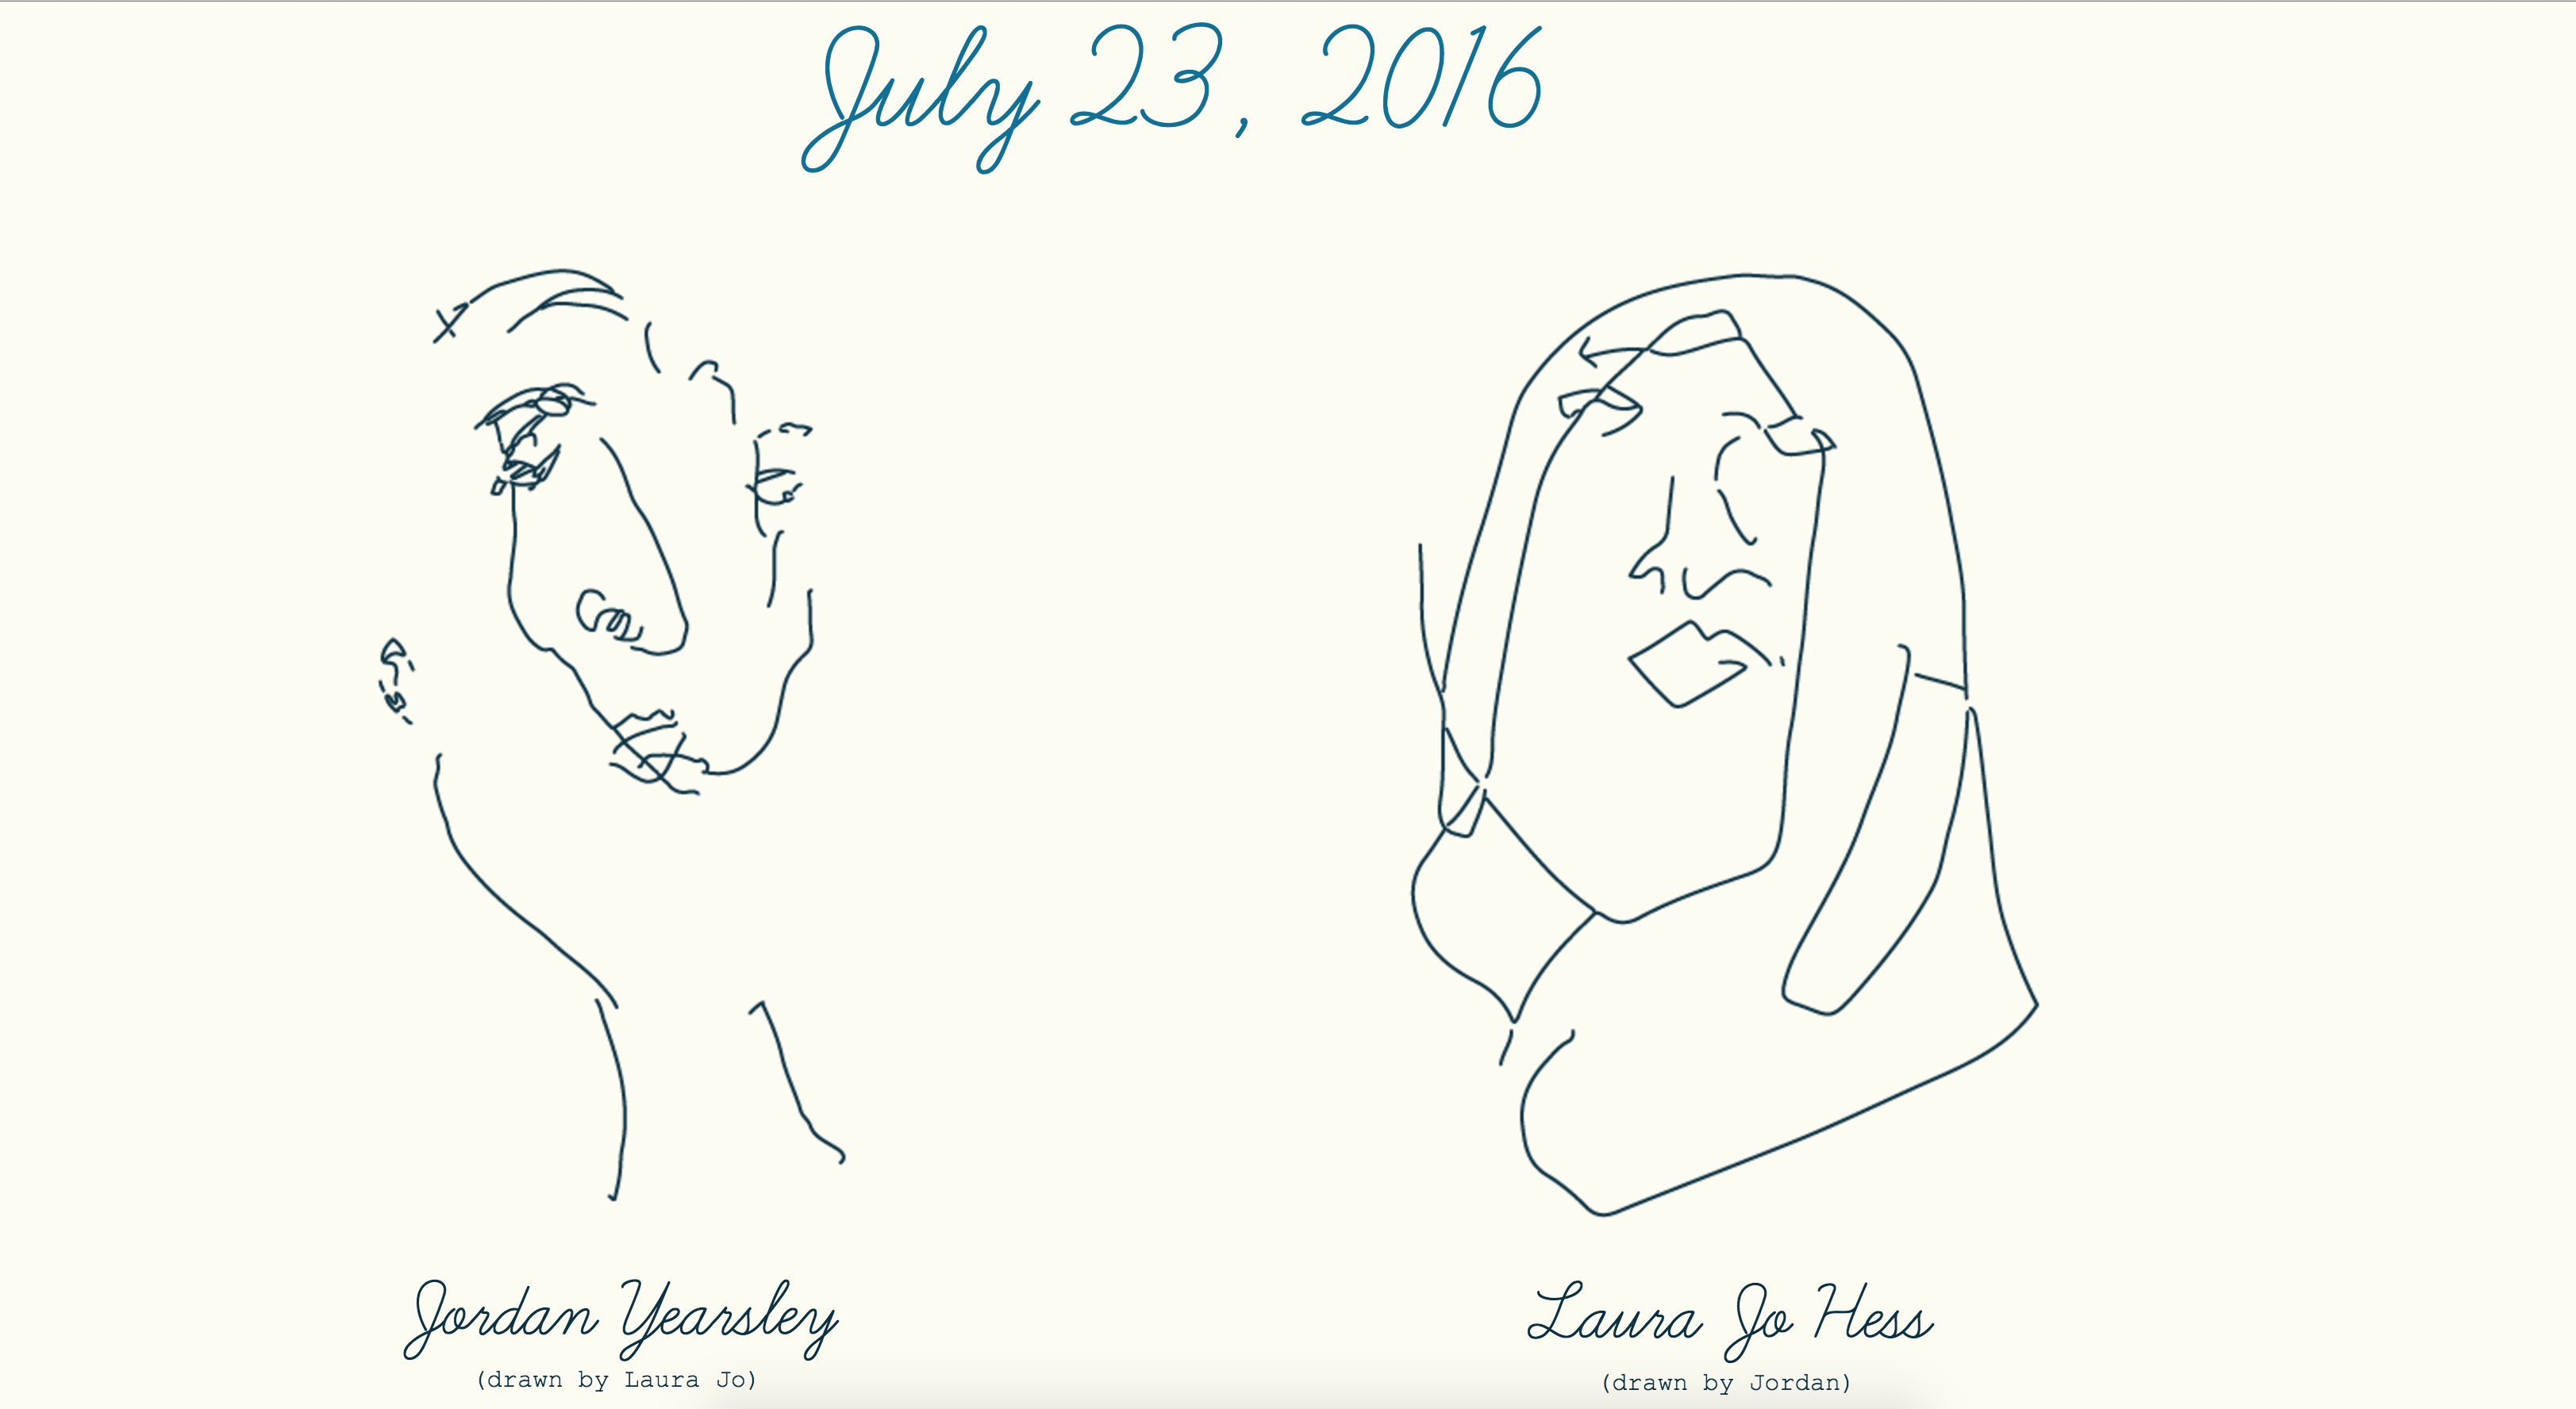 July 23, 2016
Jordan Yearsley
(drawn by Laura Jo)
Laura Jo Hess
(drawn by Jordan)